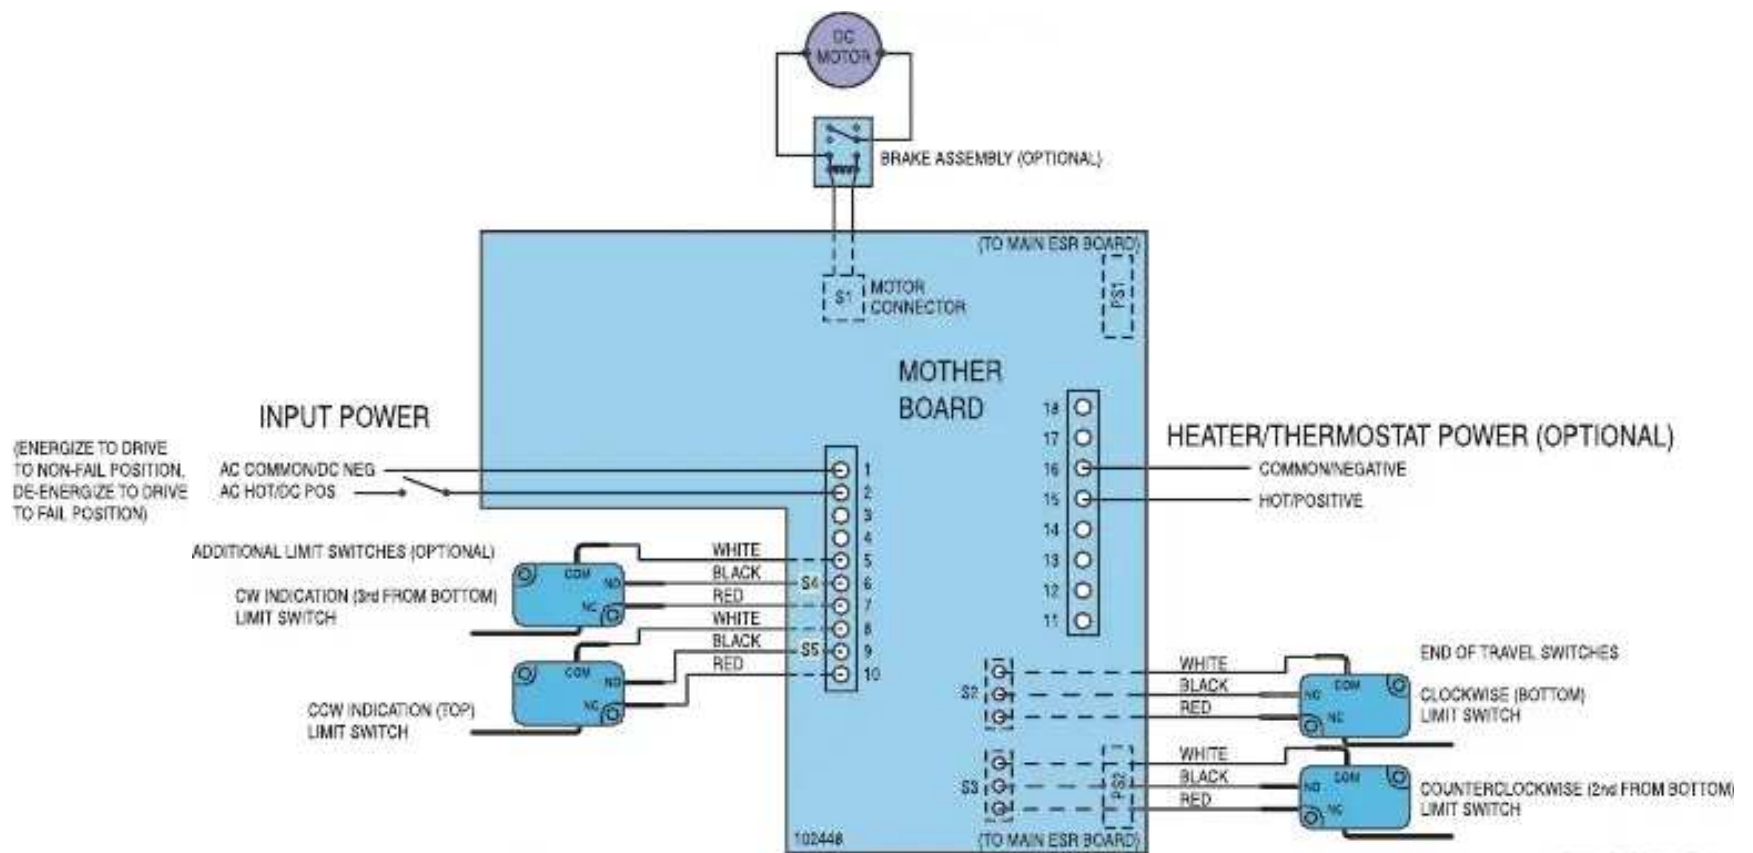 DC
MOTOR
BRAKE ASSEMBLY (OPTIONAL)
(TO MAIN ESR BOARD)
PS1
S1
MOTOR
CONNECTOR
MOTHER
BOARD
INPUT POWER
(ENERGIZE TO DRIVE
TO NON-FAIL POSITION,
DE-ENERGIZE TO DRIVE
TO FAIL POSITION)
AC COMMON/DC NEG
AC HOT/DC POS
1
2
3
4
5
6
7
8
9
10
18
17
16
15
14
13
12
11
HEATER/THERMOSTAT POWER (OPTIONAL)
COMMON/NEGATIVE
HOT/POSITIVE
ADDITIONAL LIMIT SWITCHES (OPTIONAL)
CW INDICATION (3rd FROM BOTTOM)
LIMIT SWITCH
COM
NO
NC
WHITE
BLACK
RED
S4
CCW INDICATION (TOP)
LIMIT SWITCH
COM
NO
NC
WHITE
BLACK
RED
S5
S2
WHITE
BLACK
RED
COM
NO
NC
END OF TRAVEL SWITCHES
CLOCKWISE (BOTTOM)
LIMIT SWITCH
S3
PS2
WHITE
BLACK
RED
COM
NO
NC
COUNTERCLOCKWISE (2nd FROM BOTTOM)
LIMIT SWITCH
102448
(TO MAIN ESR BOARD)